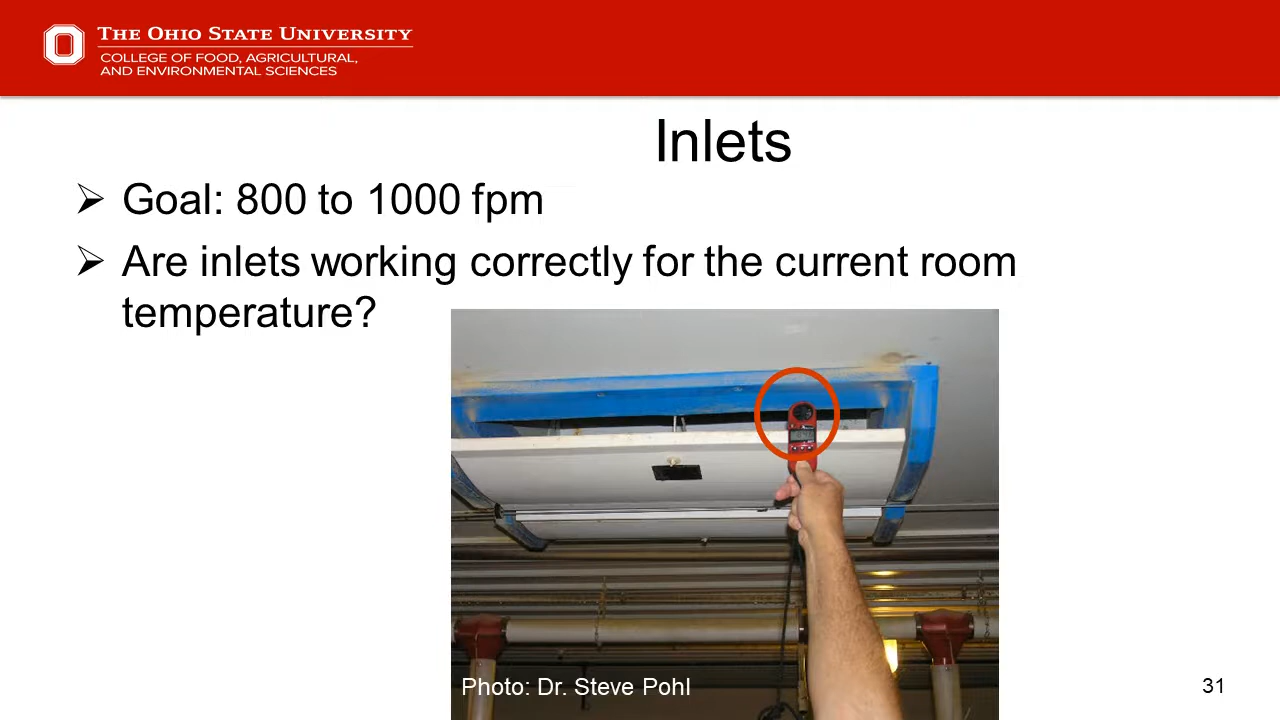 THE OHIO STATE UNIVERSITY
COLLEGE OF FOOD, AGRICULTURAL,
AND ENVIRONMENTAL SCIENCES
Inlets
➢ Goal: 800 to 1000 fpm
➢ Are inlets working correctly for the current room
temperature?
Photo: Dr. Steve Pohl
31